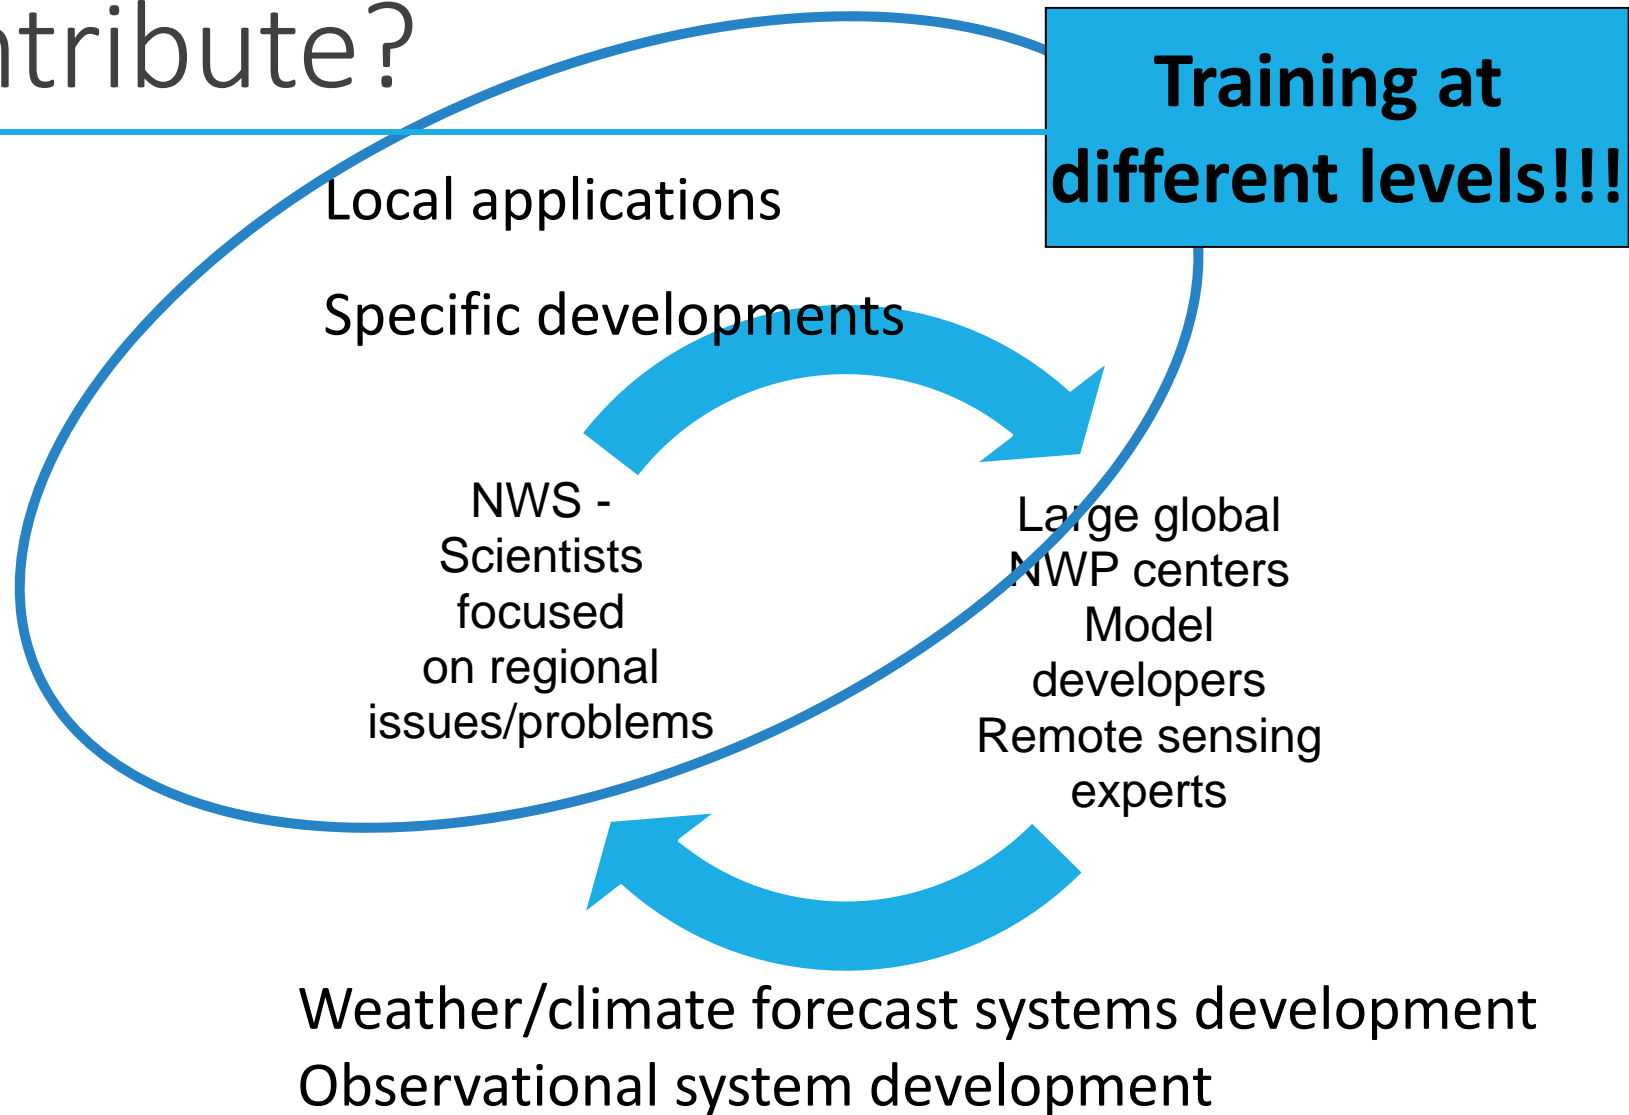 ntribute?
Training at
different levels!!!
Local applications
Specific developments
NWS -
Scientists
focused
on regional
issues/problems
Large global
NWP centers
Model
developers
Remote sensing
experts
Weather/climate forecast systems development
Observational system development